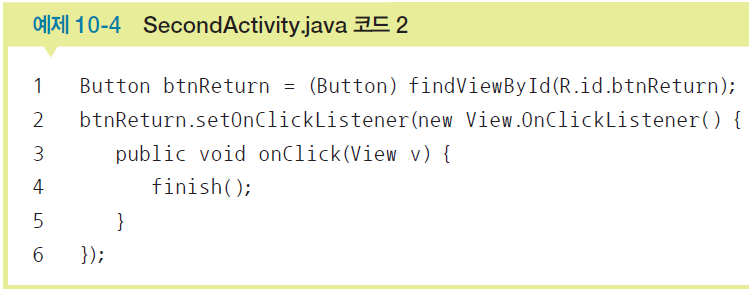 예제 10-4 SecondActivity.java 코드 2
1 Button btnReturn = (Button) findViewById(R.id.btnReturn);
2 btnReturn.setOnClickListener(new View.OnClickListener() {
3 public void onClick(View v) {
4 finish();
5 }
6 });